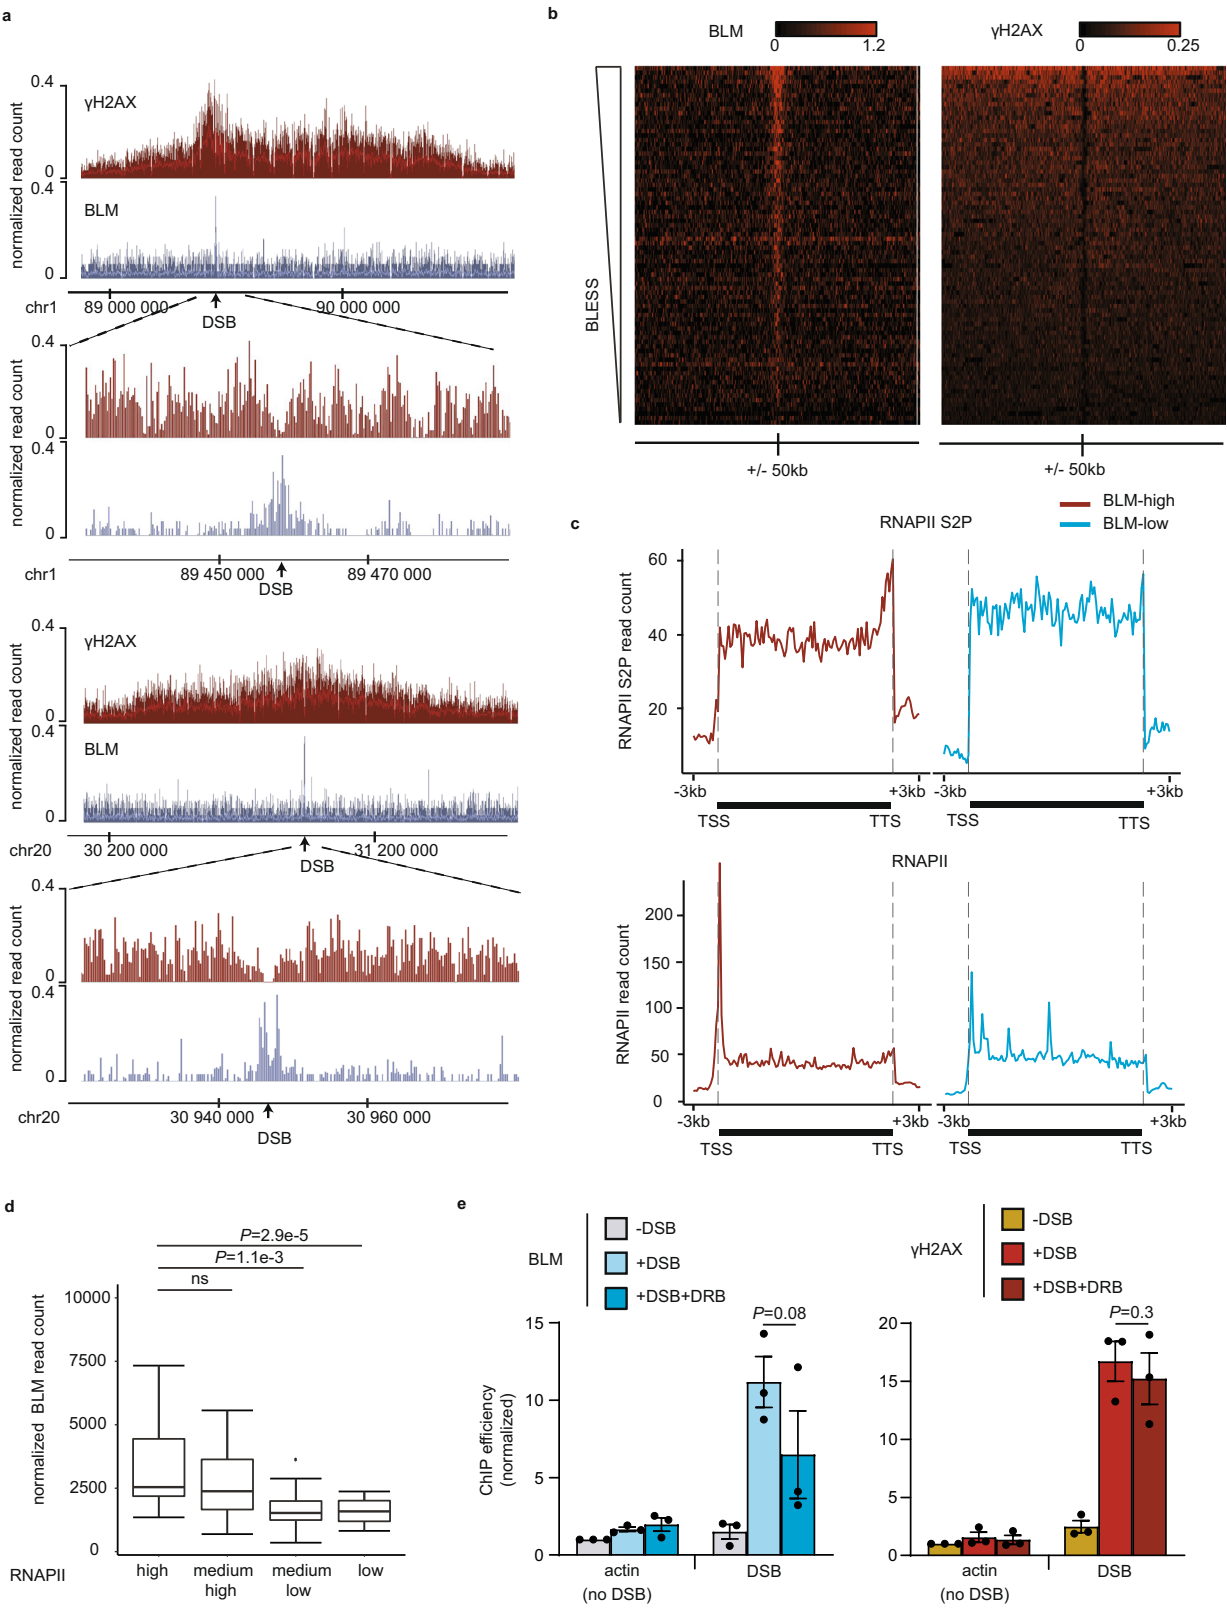 a
0.4
γH2AX
normalized read count
0
0.4
BLM
0
chr1
89 000 000
90 000 000
DSB
0.4
normalized read count
0
0.4
0
chr1
89 450 000
89 470 000
DSB
0.4
γH2AX
normalized read count
0
0.4
BLM
0
chr20
30 200 000
31 200 000
DSB
0.4
normalized read count
0
0.4
0
chr20
30 940 000
30 960 000
DSB
b
BLM
0
1.2
γH2AX
0
0.25
BLESS
+/- 50kb
+/- 50kb
c
RNAPII S2P
BLM-high
BLM-low
RNAPII S2P read count
60
40
20
-3kb
+3kb
-3kb
+3kb
TSS
TTS
TSS
TTS
RNAPII
RNAPII read count
200
150
100
50
0
-3kb
+3kb
-3kb
+3kb
TSS
TTS
TSS
TTS
d
P=2.9e-5
P=1.1e-3
ns
normalized BLM read count
10000
7500
5000
2500
0
RNAPII
high
medium high
medium low
low
e
BLM
-DSB
+DSB
+DSB+DRB
ChIP efficiency
(normalized)
15
10
5
0
P=0.08
actin
(no DSB)
DSB
γH2AX
-DSB
+DSB
+DSB+DRB
20
15
10
5
0
P=0.3
actin
(no DSB)
DSB